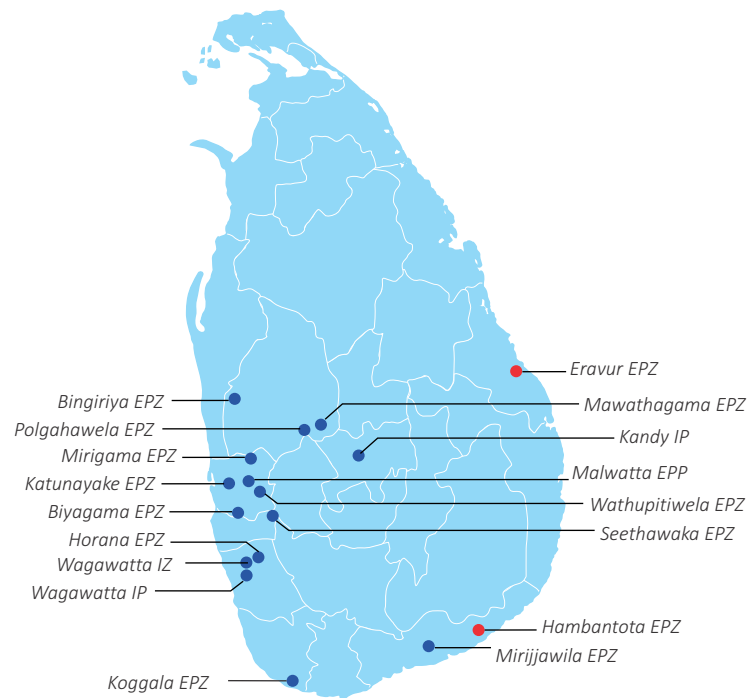 Eravur EPZ
Bingiriya EPZ
Mawathagama EPZ
Polgahawela EPZ
Kandy IP
Mirigama EPZ
Malwatta EPP
Katunayake EPZ
Wathupitiwela EPZ
Biyagama EPZ
Seethawaka EPZ
Horana EPZ
Wagawatta IZ
Wagawatta IP
Hambantota EPZ
Mirijjawila EPZ
Koggala EPZ